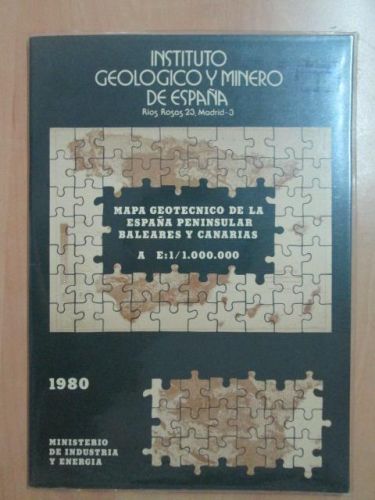 INSTITUTO
GEOLOGICO Y MINERO
DE ESPAÑA
Rios Rosas 23, Madrid-3
MAPA GEOTECNICO DE LA
ESPAÑA PENINSULAR
BALEARES Y CANARIAS
A E:1/1.000.000
1980
MINISTERIO
DE INDUSTRIA
Y ENERGIA